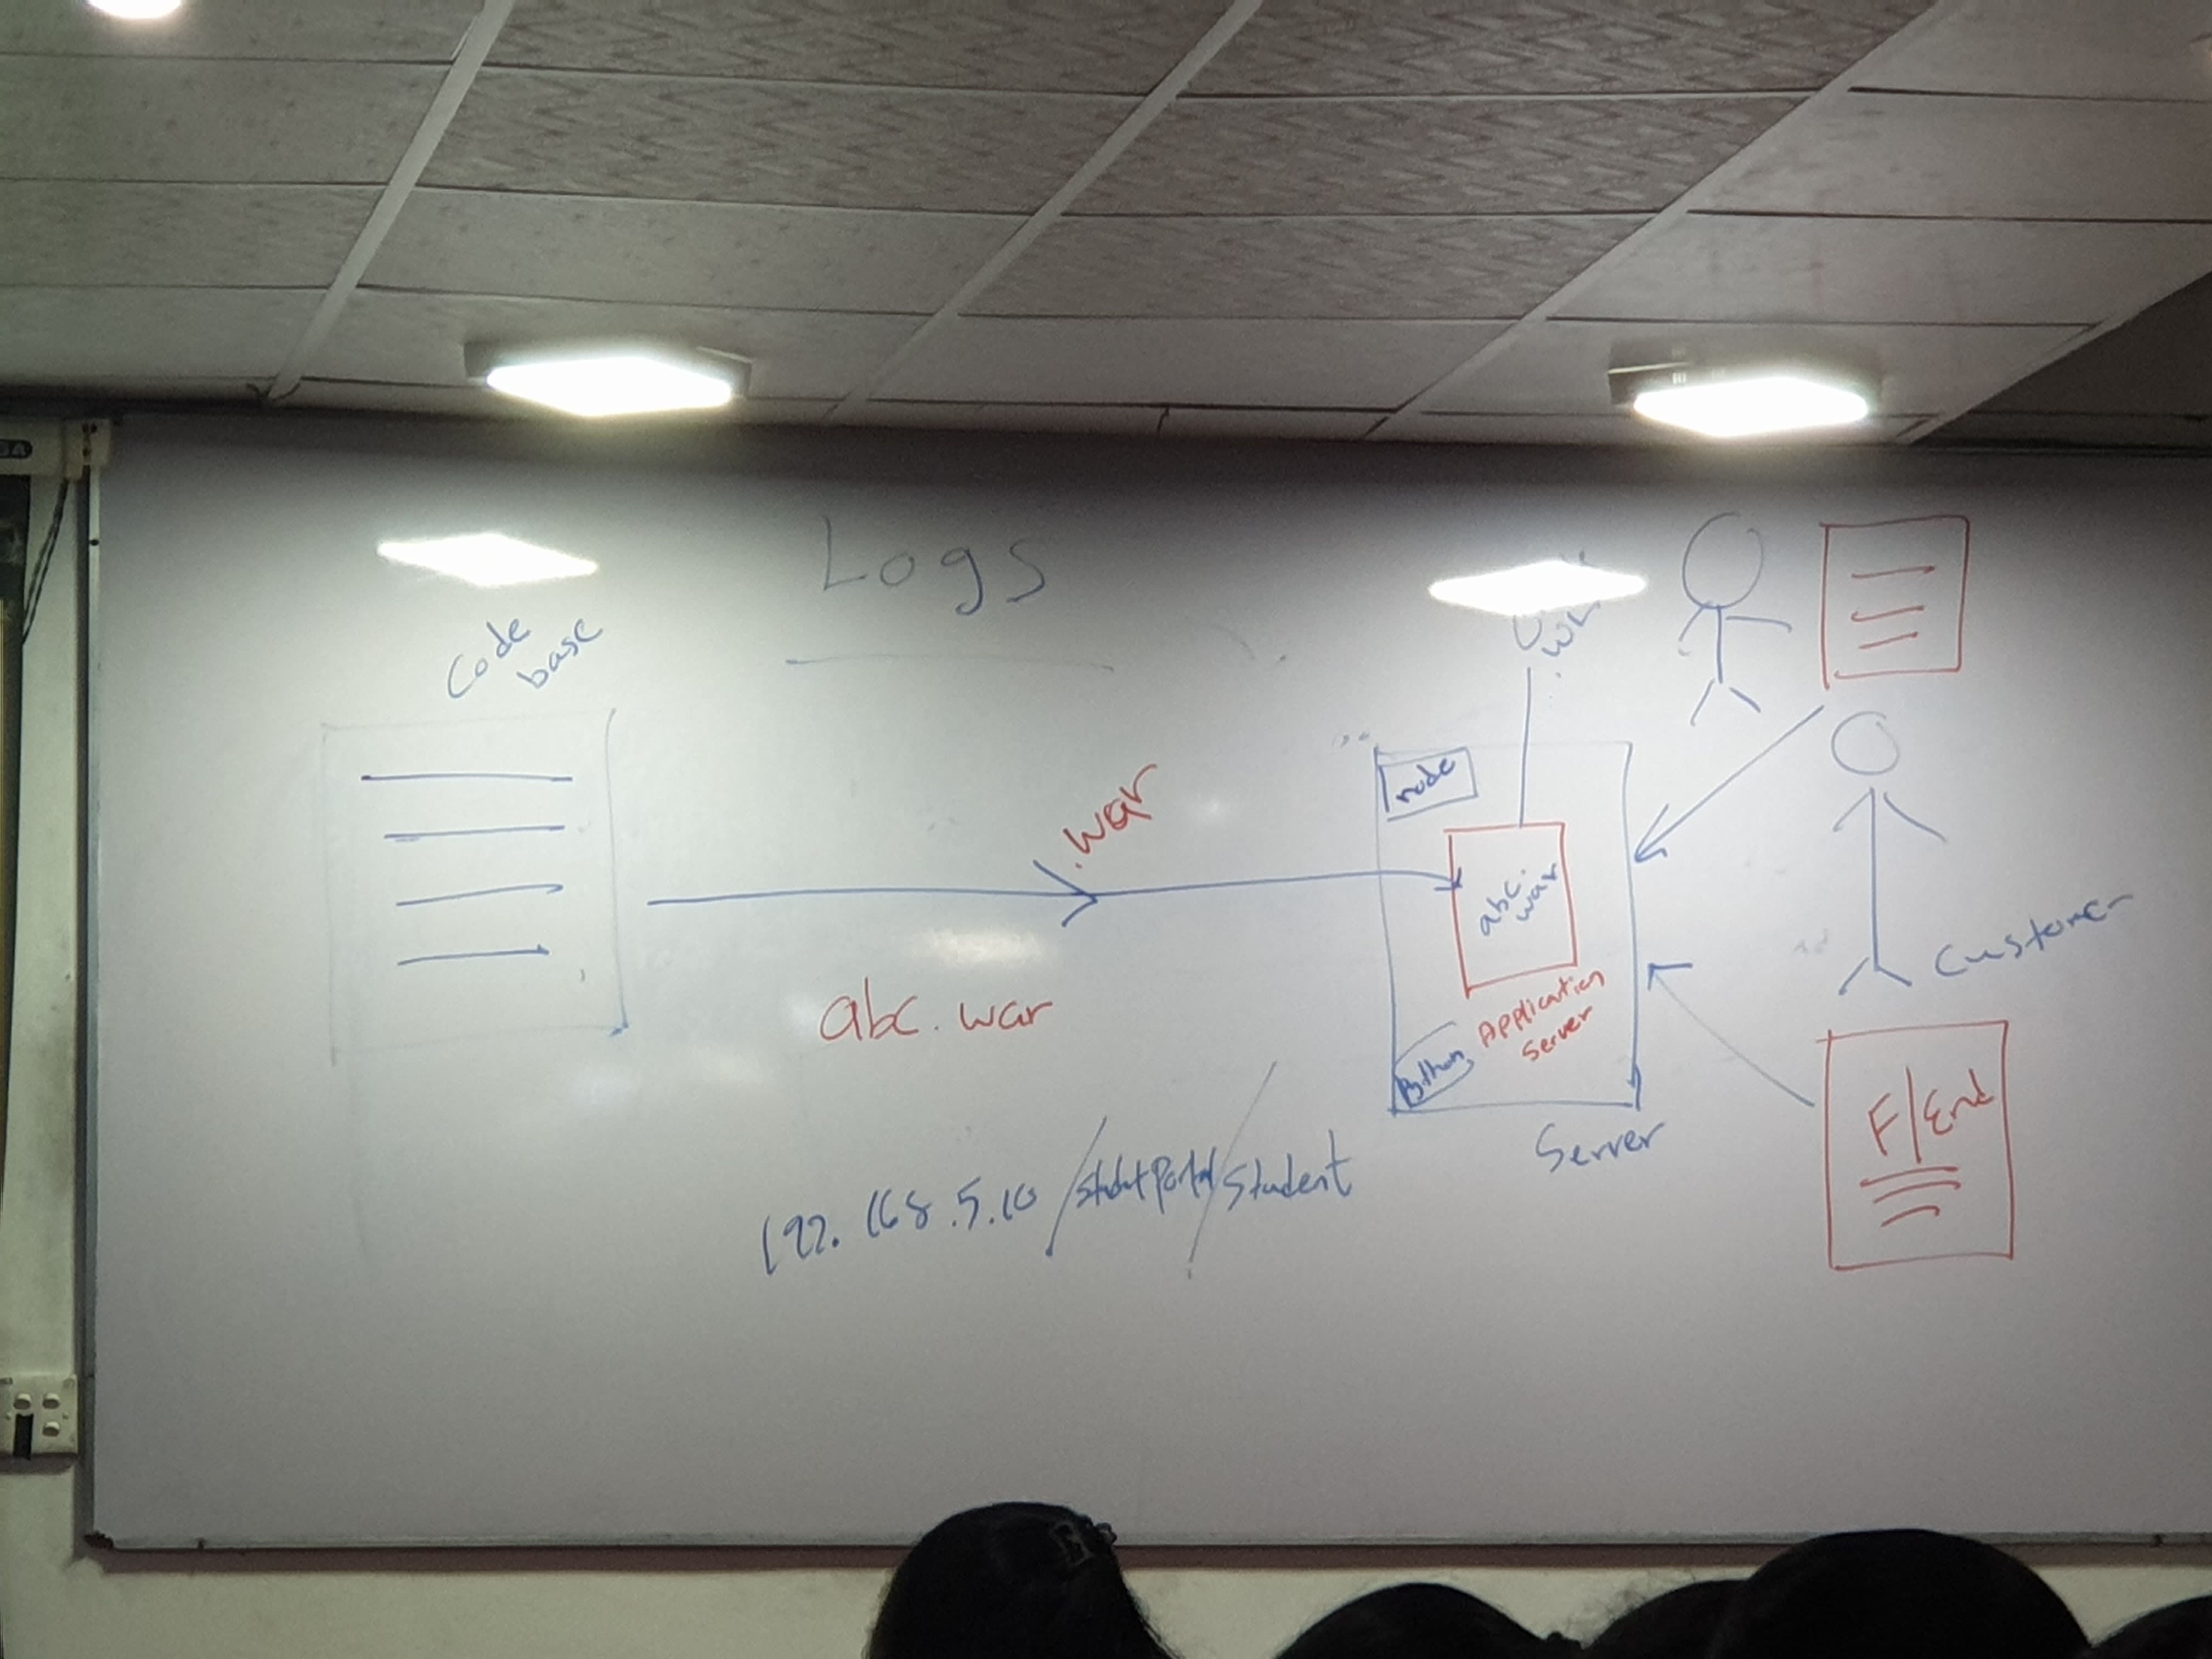 Logs
Code
base
.war
node
abc.
war
abc. war
Application
Server
Python
Customer
F/End
Server
192.168.5.10/studentportal/student